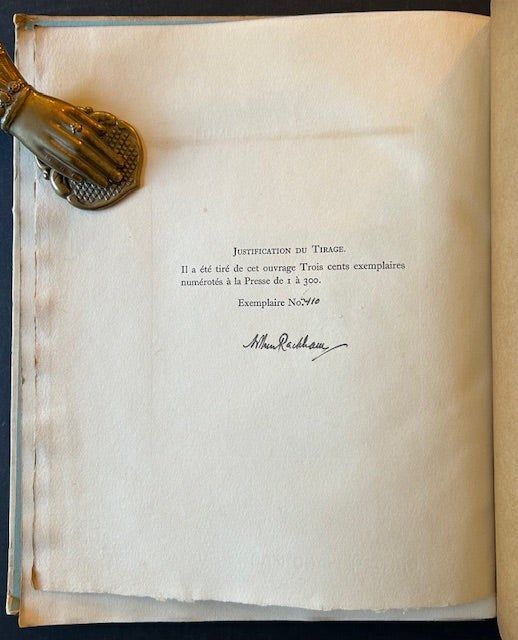 Justification du Tirage.
Il a été tiré de cet ouvrage Trois cents exemplaires
numérotés à la Presse de 1 à 300.
Exemplaire No. 410
Arthur Rackham